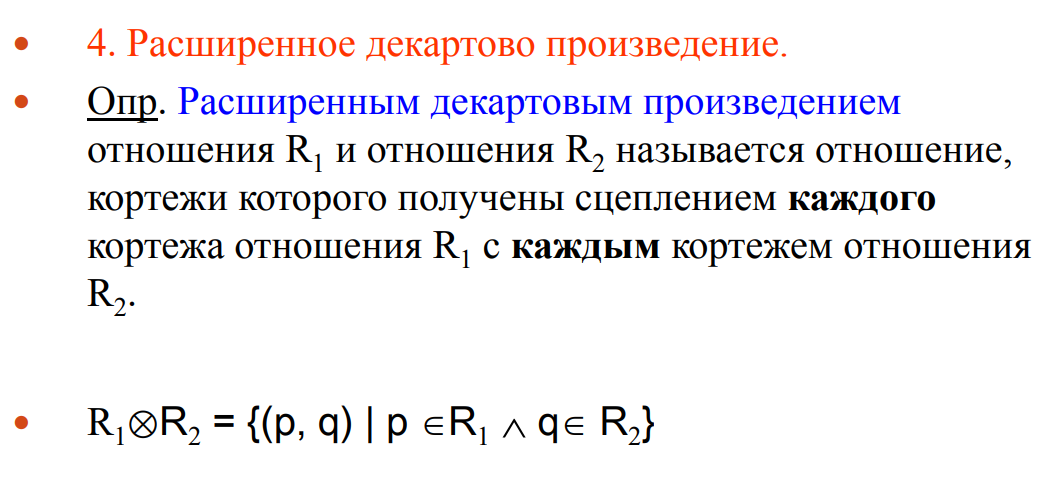 • 4. Расширенное декартово произведение.
• Опр. Расширенным декартовым произведением
отношения R₁ и отношения R₂ называется отношение,
кортежи которого получены сцеплением каждого
кортежа отношения R₁ с каждым кортежем отношения
R₂.
• R₁⊗R₂ = {(p, q) | p ∈R₁ ∧ q∈ R₂}